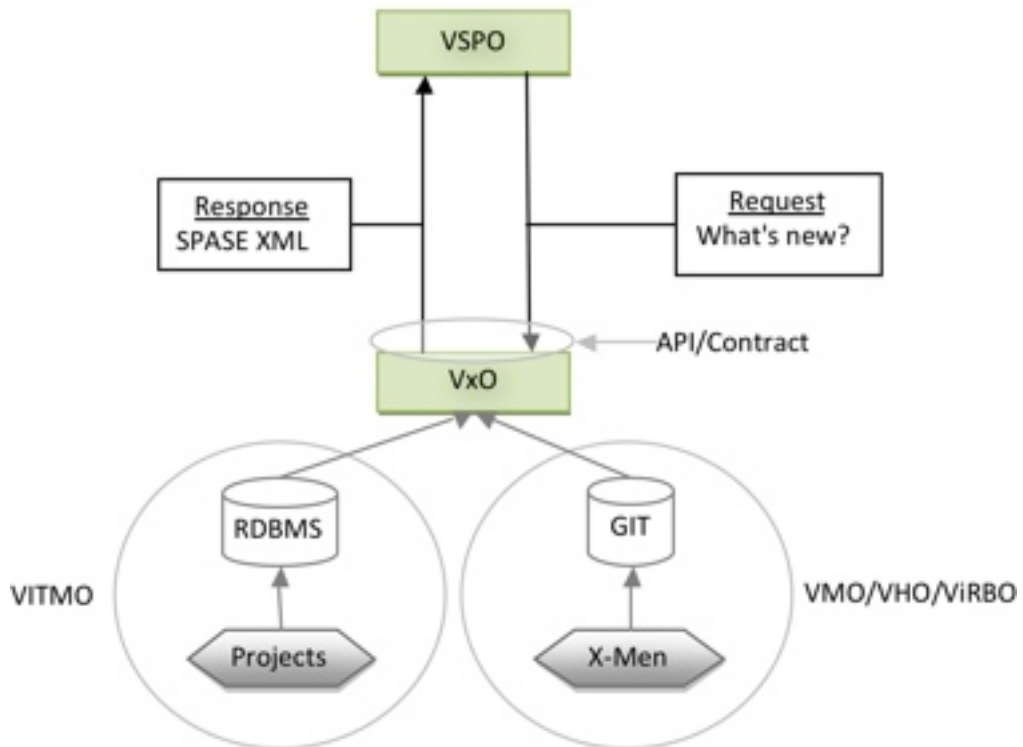 VSPO
Response
SPASE XML
Request
What's new?
API/Contract
VxO
RDBMS
GIT
VITMO
VMO/VHO/ViRBO
Projects
X-Men